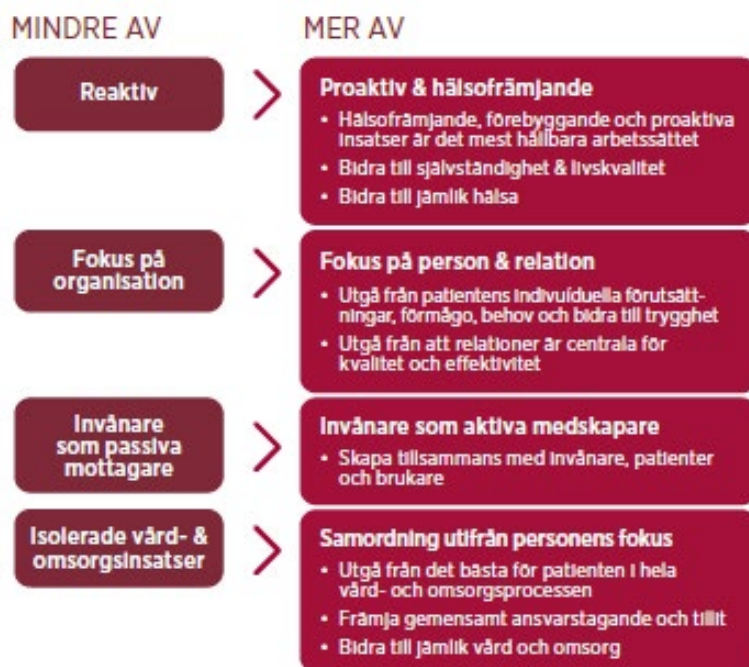 MINDRE AV
MER AV
Reaktiv
Proaktiv & hälsofrämjande
• Hälsofrämjande, förebyggande och proaktiva
insatser är det mest hållbara arbetssättet
• Bidra till självständighet & livskvalitet
• Bidra till jämlik hälsa
Fokus på
organisation
Fokus på person & relation
• Utgå från patientens indivuíduella förutsätt-
ningar, förmågo, behov och bidra till trygghet
• Utgå från att relationer är centrala för
kvalitet och effektivitet
Invånare
som passiva
mottagare
Invånare som aktiva medskapare
• Skapa tillsammans med invånare, patienter
och brukare
Isolerade vård- &
omsorgsinsatser
Samordning utifrån personens fokus
• Utgå från det bästa för patienten i hela
vård- och omsorgsprocessen
• Främja gemensamt ansvarstagande och tillit
• Bidra till jämlik vård och omsorg